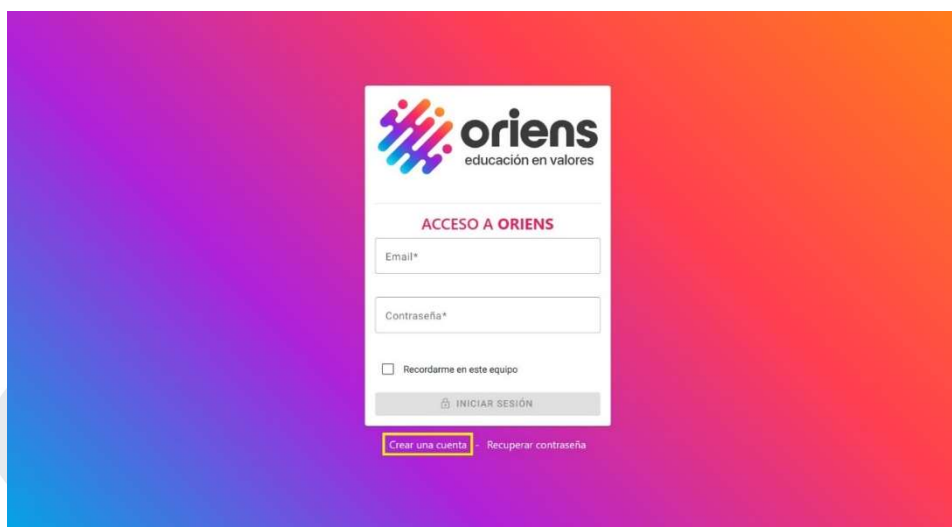 oriens
educación en valores
ACCESO A ORIENS
Email*
Contraseña*
Recordarme en este equipo
INICIAR SESIÓN
Crear una cuenta - Recuperar contraseña